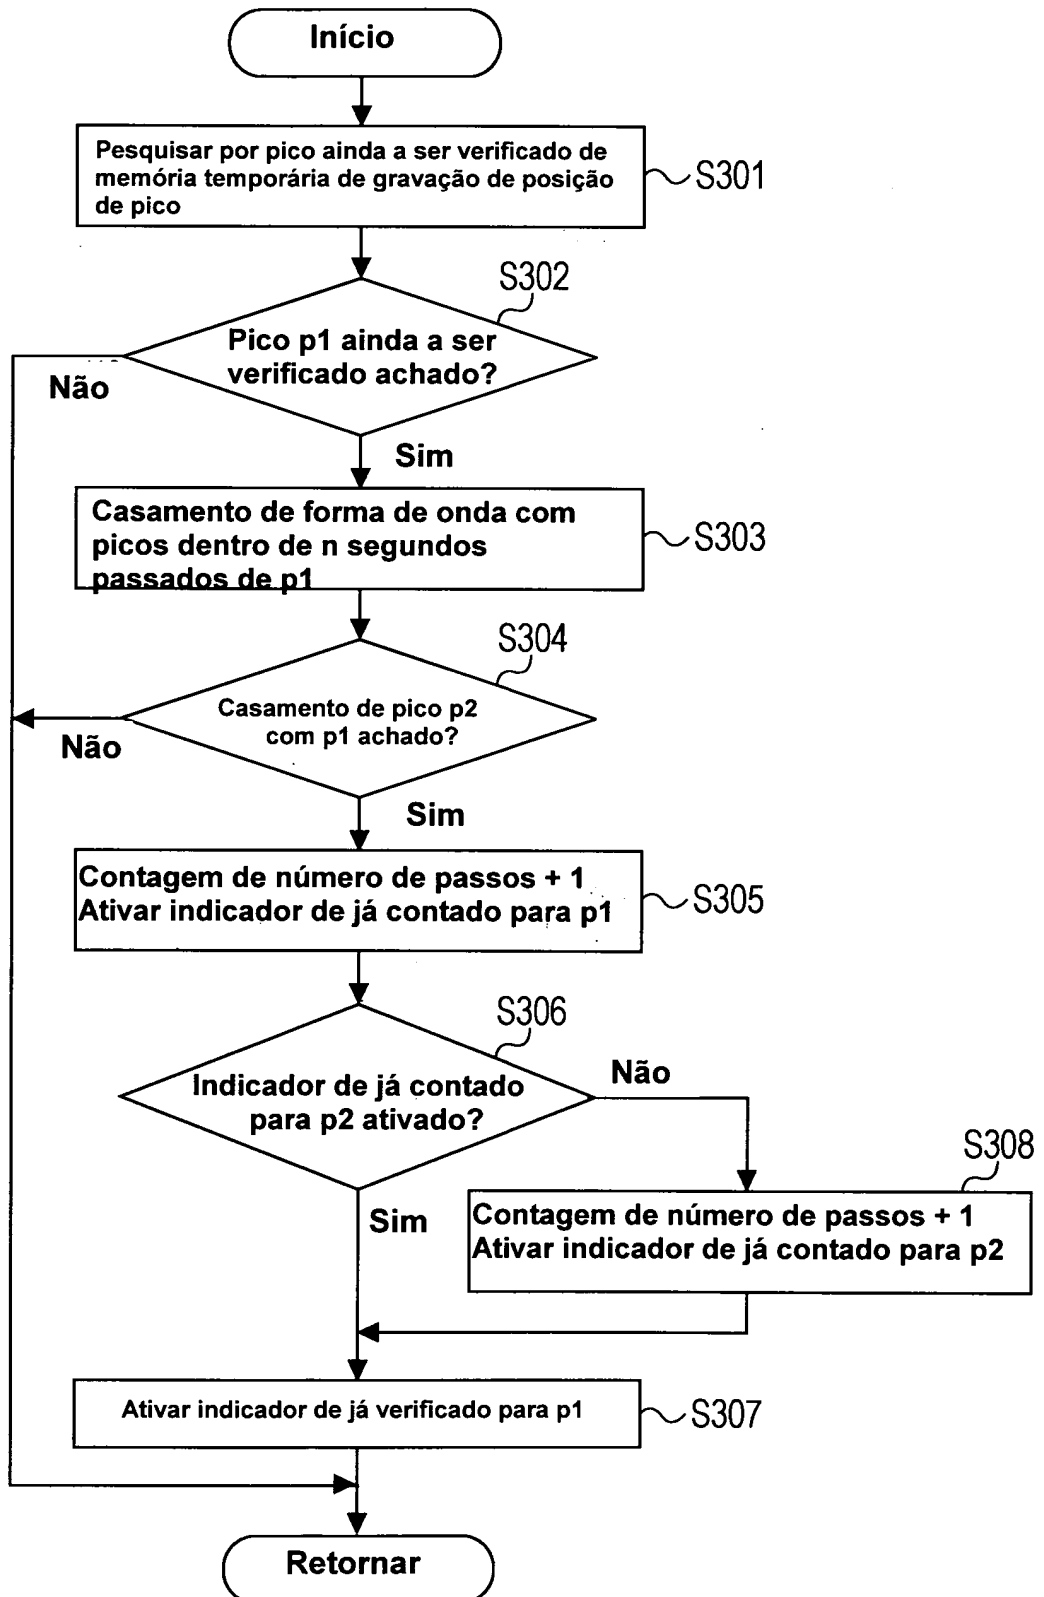 Início
Pesquisar por pico ainda a ser verificado de
memória temporária de gravação de posição
de pico
S301
S302
Pico p1 ainda a ser
verificado achado?
Não
Sim
Casamento de forma de onda com
picos dentro de n segundos
passados de p1
S303
S304
Casamento de pico p2
com p1 achado?
Não
Sim
Contagem de número de passos + 1
Ativar indicador de já contado para p1
S305
S306
Indicador de já contado
para p2 ativado?
Não
Sim
S308
Contagem de número de passos + 1
Ativar indicador de já contado para p2
Ativar indicador de já verificado para p1
S307
Retornar